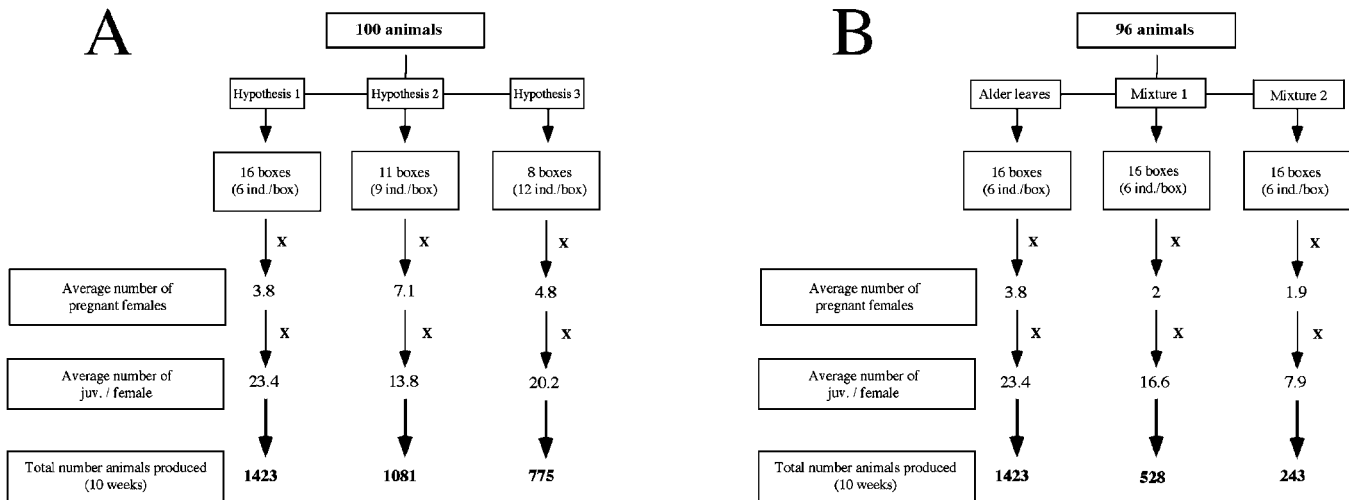 A
100 animals
Hypothesis 1
Hypothesis 2
Hypothesis 3
16 boxes
(6 ind./box)
11 boxes
(9 ind./box)
8 boxes
(12 ind./box)
x
x
x
Average number of
pregnant females
3.8
7.1
4.8
x
x
x
Average number of
juv. / female
23.4
13.8
20.2
Total number animals produced
(10 weeks)
1423
1081
775
B
96 animals
Alder leaves
Mixture 1
Mixture 2
16 boxes
(6 ind./box)
16 boxes
(6 ind./box)
16 boxes
(6 ind./box)
x
x
x
Average number of
pregnant females
3.8
2
1.9
x
x
x
Average number of
juv. / female
23.4
16.6
7.9
Total number animals produced
(10 weeks)
1423
528
243